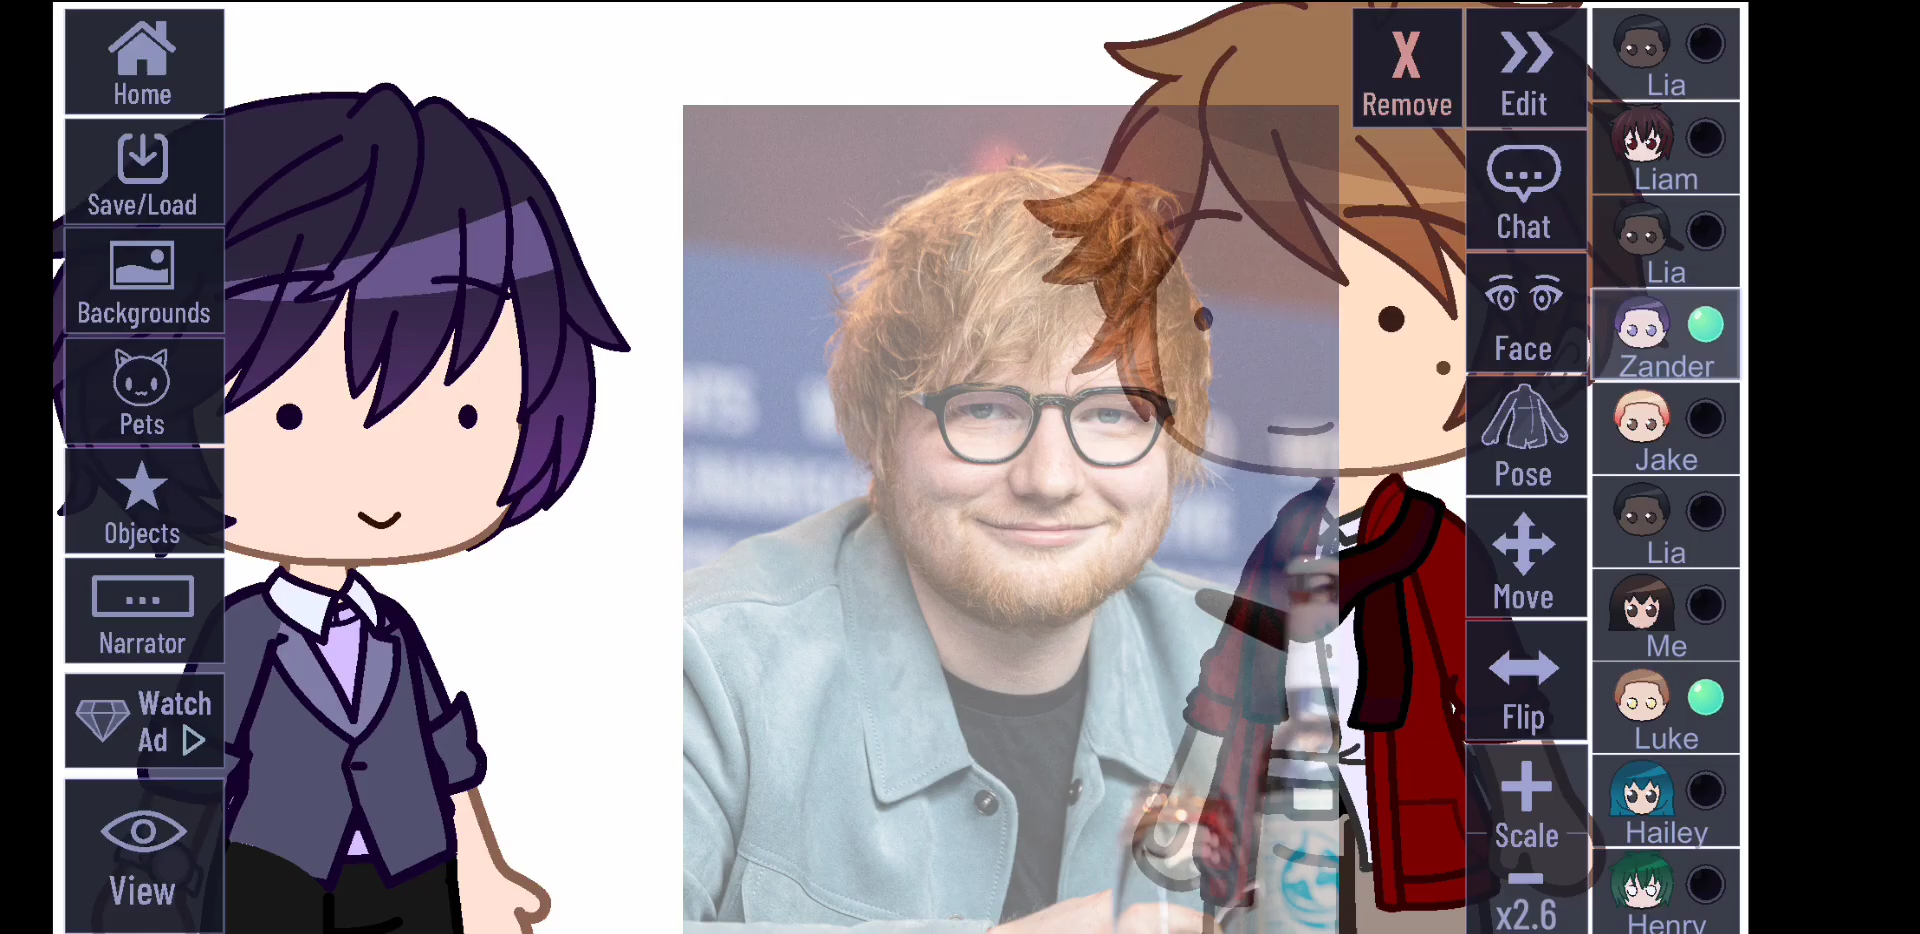 Home
Save/Load
Backgrounds
Pets
Objects
Narrator
Watch
Ad
View
X
Remove
Edit
Chat
Face
Pose
Move
Flip
Scale
x2.6
Lia
Liam
Lia
Zander
Jake
Lia
Me
Luke
Hailey
Henry